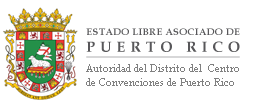 ESTADO LIBRE ASOCIADO DE
PUERTO RICO
Autoridad del Distrito del Centro
de Convenciones de Puerto Rico